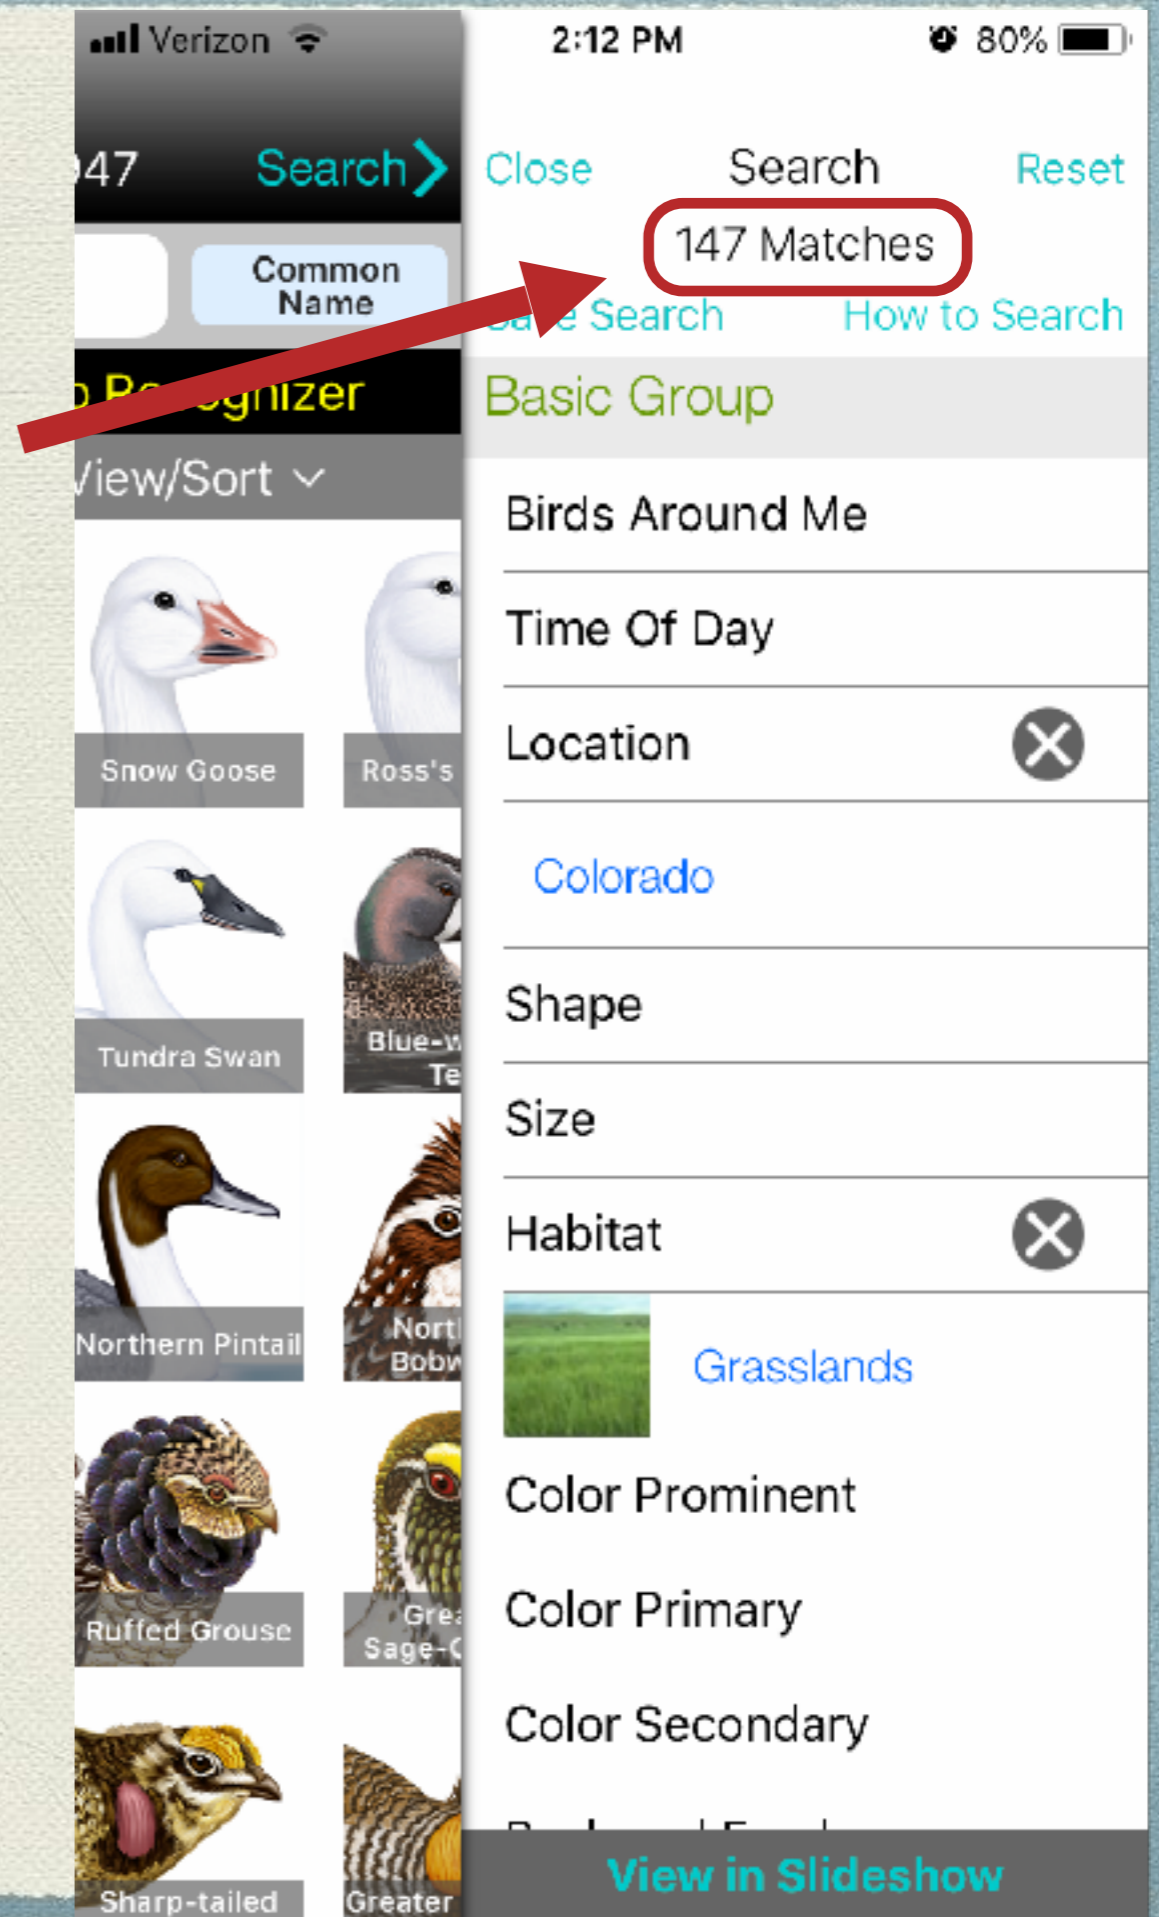 Verizon
2:12 PM
80%
Search
Close
Search
Reset
147 Matches
Common
Name
Search
How to Search
Recognizer
Basic Group
View/Sort
Birds Around Me
Time Of Day
Location
Snow Goose
Ross's
Colorado
Shape
Tundra Swan
Size
Habitat
Northern Pintail
Grasslands
Color Prominent
Color Primary
Ruffed Grouse
Color Secondary
View in Slideshow
Sharp-tailed
Greater